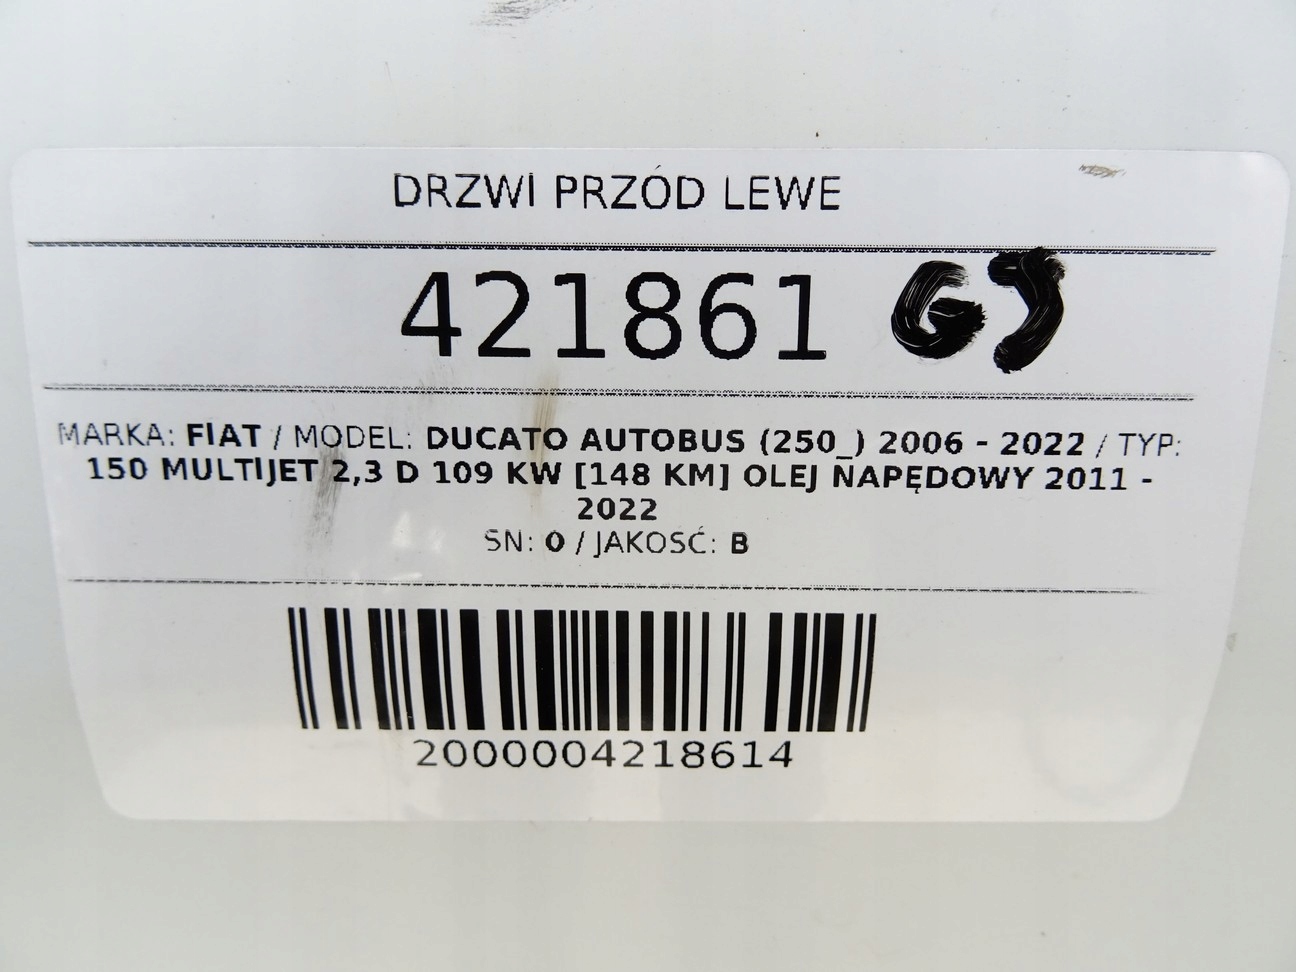 DRZWI PRZÓD LEWE
421861 GJ
MARKA: FIAT / MODEL: DUCATO AUTOBUS (250_) 2006 - 2022 / TYP:
150 MULTIJET 2,3 D 109 KW [148 KM] OLEJ NAPĘDOWY 2011 -
2022
SN: 0 / JAKOŚĆ: B
2000004218614